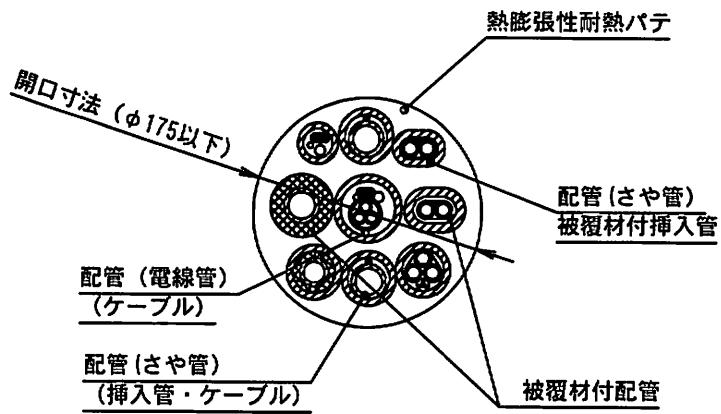 熱膨張性耐熱パテ
開口寸法（φ175以下）
配管(さや管)
被覆材付挿入管
配管（電線管）
（ケーブル）
配管(さや管)
（挿入管・ケーブル）
被覆材付配管